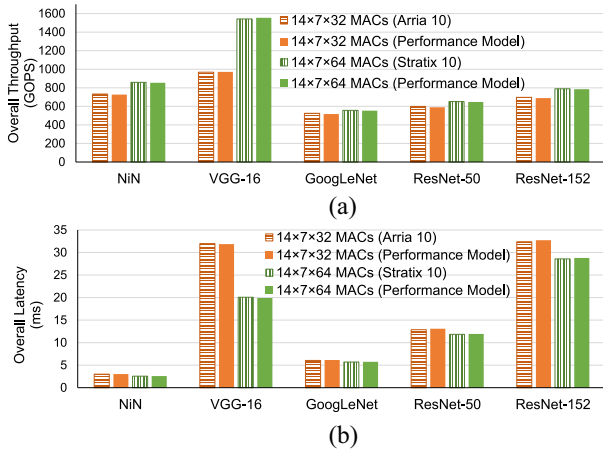 Overall Throughput
(GOPS)
1600
1400
1200
1000
800
600
400
200
0
14×7×32 MACs (Arria 10)
14×7×32 MACs (Performance Model)
14×7×64 MACs (Stratix 10)
14×7×64 MACs (Performance Model)
NiN VGG-16 GoogLeNet ResNet-50 ResNet-152
(a)
Overall Latency
(ms)
35
30
25
20
15
10
5
0
14×7×32 MACs (Arria 10)
14×7×32 MACs (Performance Model)
14×7×64 MACs (Stratix 10)
14×7×64 MACs (Performance Model)
NiN VGG-16 GoogLeNet ResNet-50 ResNet-152
(b)